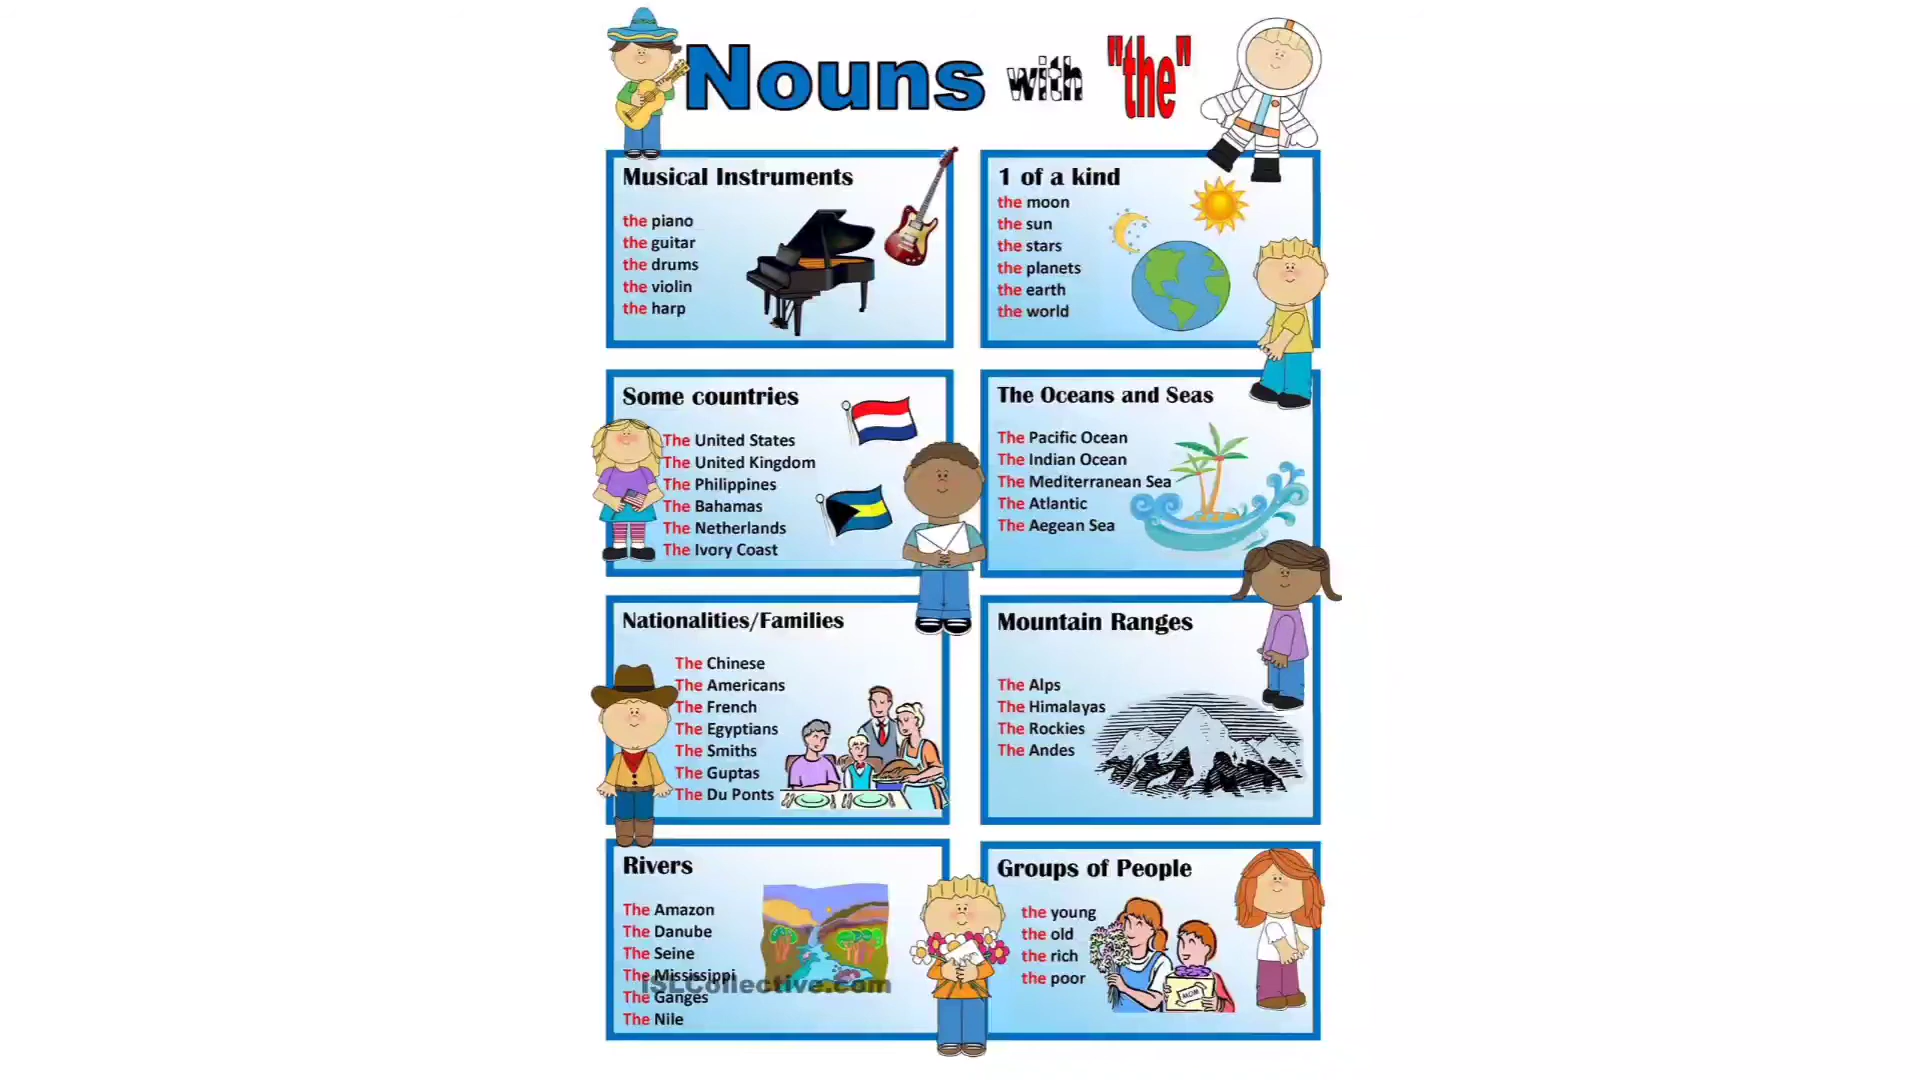 Nouns with "the"
Musical Instruments
the piano
the guitar
the drums
the violin
the harp
1 of a kind
the moon
the sun
the stars
the planets
the earth
the world
Some countries
The United States
The United Kingdom
The Philippines
The Bahamas
The Netherlands
The Ivory Coast
The Oceans and Seas
The Pacific Ocean
The Indian Ocean
The Mediterranean Sea
The Atlantic
The Aegean Sea
Nationalities/Families
The Chinese
The Americans
The French
The Egyptians
The Smiths
The Guptas
The Du Ponts
Mountain Ranges
The Alps
The Himalayas
The Rockies
The Andes
Rivers
The Amazon
The Danube
The Seine
The Mississippi
iSLCollective.com
The Ganges
The Nile
Groups of People
the young
the old
the rich
the poor
MOM